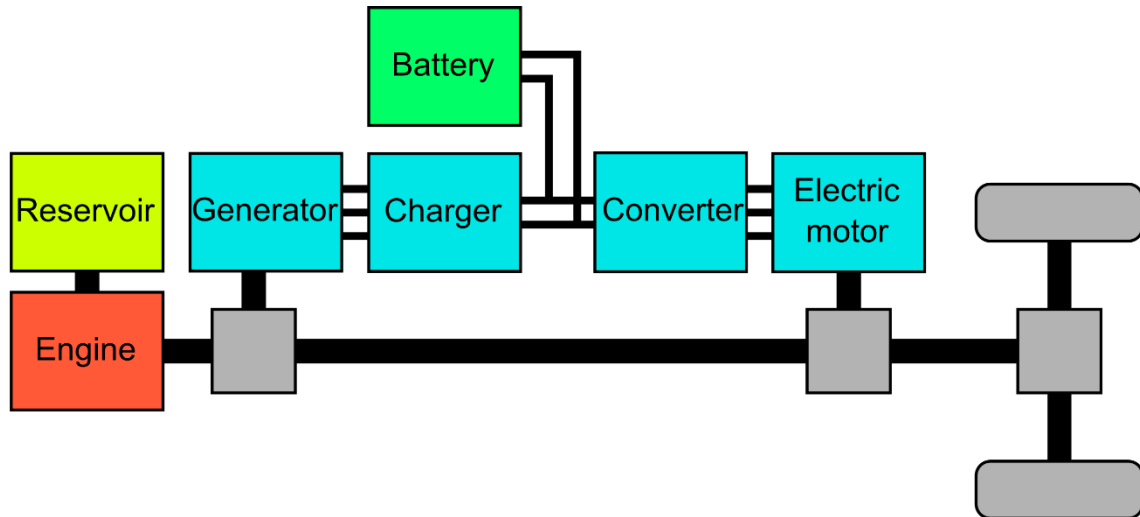 Battery
Reservoir
Generator
Charger
Converter
Electric
motor
Engine